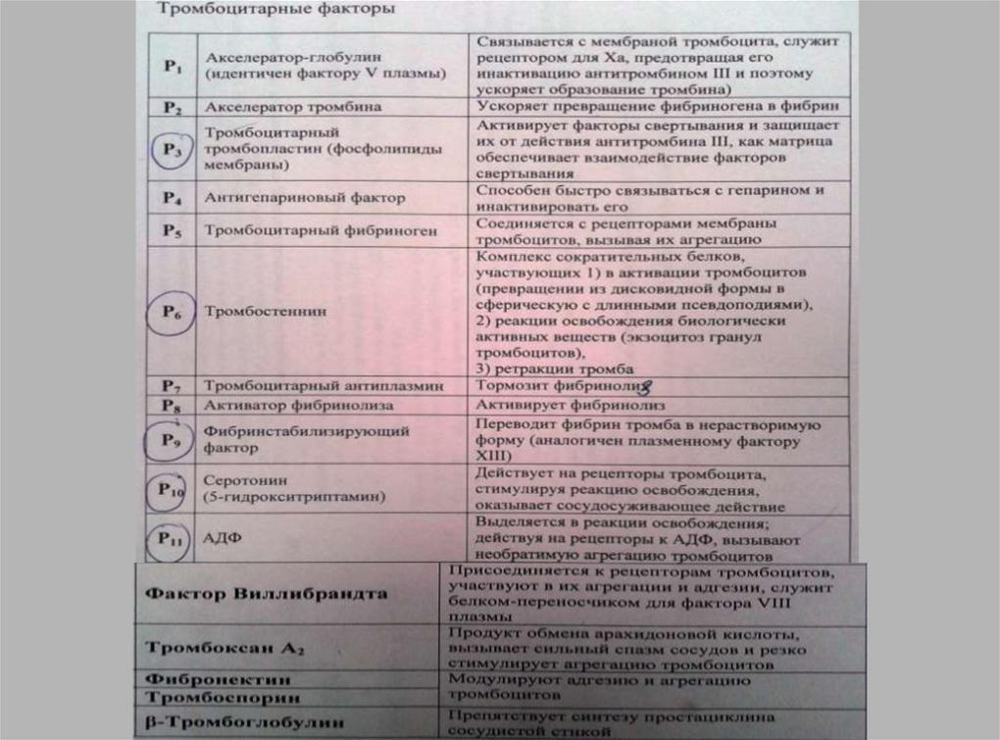 Тромбоцитарные факторы
P₁
Акселератор-глобулин
(идентичен фактору V плазмы)
Связывается с мембраной тромбоцита, служит
рецептором для Xa, предотвращая его
инактивацию антитромбином III и поэтому
ускоряет образование тромбина)
P₂
Акселератор тромбина
Ускоряет превращение фибриногена в фибрин
P₃
Тромбоцитарный
тромбопластин (фосфолипиды
мембраны)
Активирует факторы свертывания и защищает
их от действия антитромбина III, как матрица
обеспечивает взаимодействие факторов
свертывания
P₄
Антигепариновый фактор
Способен быстро связываться с гепарином и
инактивировать его
P₅
Тромбоцитарный фибриноген
Соединяется с рецепторами мембраны
тромбоцитов, вызывая их агрегацию
P₆
Тромбостеннин
Комплекс сократительных белков,
участвующих 1) в активации тромбоцитов
(превращении из дисковидной формы в
сферическую с длинными псевдоподиями),
2) реакции освобождения биологически
активных веществ (экзоцитоз гранул
тромбоцитов),
3) ретракции тромба
P₇
Тромбоцитарный антиплазмин
Тормозит фибринолиз
P₈
Активатор фибринолиза
Активирует фибринолиз
P₉
Фибринстабилизирующий
фактор
Переводит фибрин тромба в нерастворимую
форму (аналогичен плазменному фактору
XIII)
P₁₀
Серотонин
(5-гидрокситриптамин)
Действует на рецепторы тромбоцита,
стимулируя реакцию освобождения,
оказывает сосудосуживающее действие
P₁₁
АДФ
Выделяется в реакции освобождения;
действуя на рецепторы к АДФ, вызывают
необратимую агрегацию тромбоцитов
Фактор Виллибрандта
Присоединяется к рецепторам тромбоцитов,
участвуют в их агрегации и адгезии, служит
белком-переносчиком для фактора VIII
плазмы
Тромбоксан A₂
Продукт обмена арахидоновой кислоты,
вызывает сильный спазм сосудов и резко
стимулирует агрегацию тромбоцитов
Фибронектин
Тромбоспорин
Модулируют адгезию и агрегацию
тромбоцитов
β-Тромбоглобулин
Препятствует синтезу простациклина
сосудистой стнкой